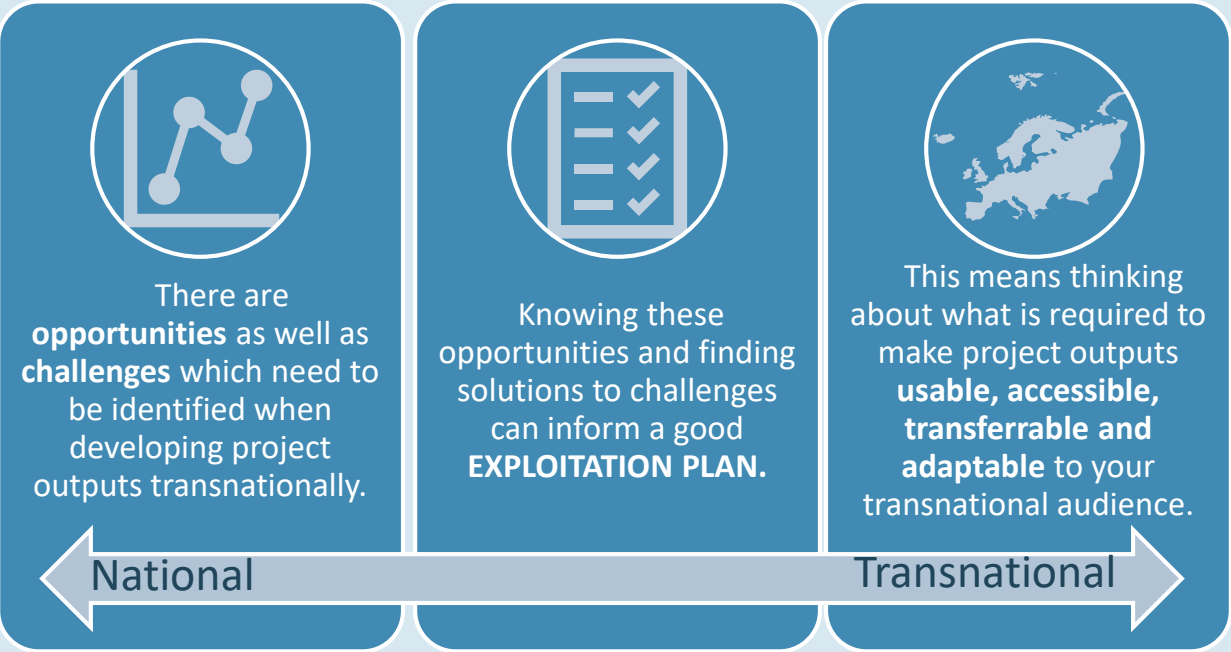 There are
opportunities as well as
challenges which need to
be identified when
developing project
outputs transnationally.
Knowing these
opportunities and finding
solutions to challenges
can inform a good
EXPLOITATION PLAN.
This means thinking
about what is required to
make project outputs
usable, accessible,
transferrable and
adaptable to your
transnational audience.
National
Transnational